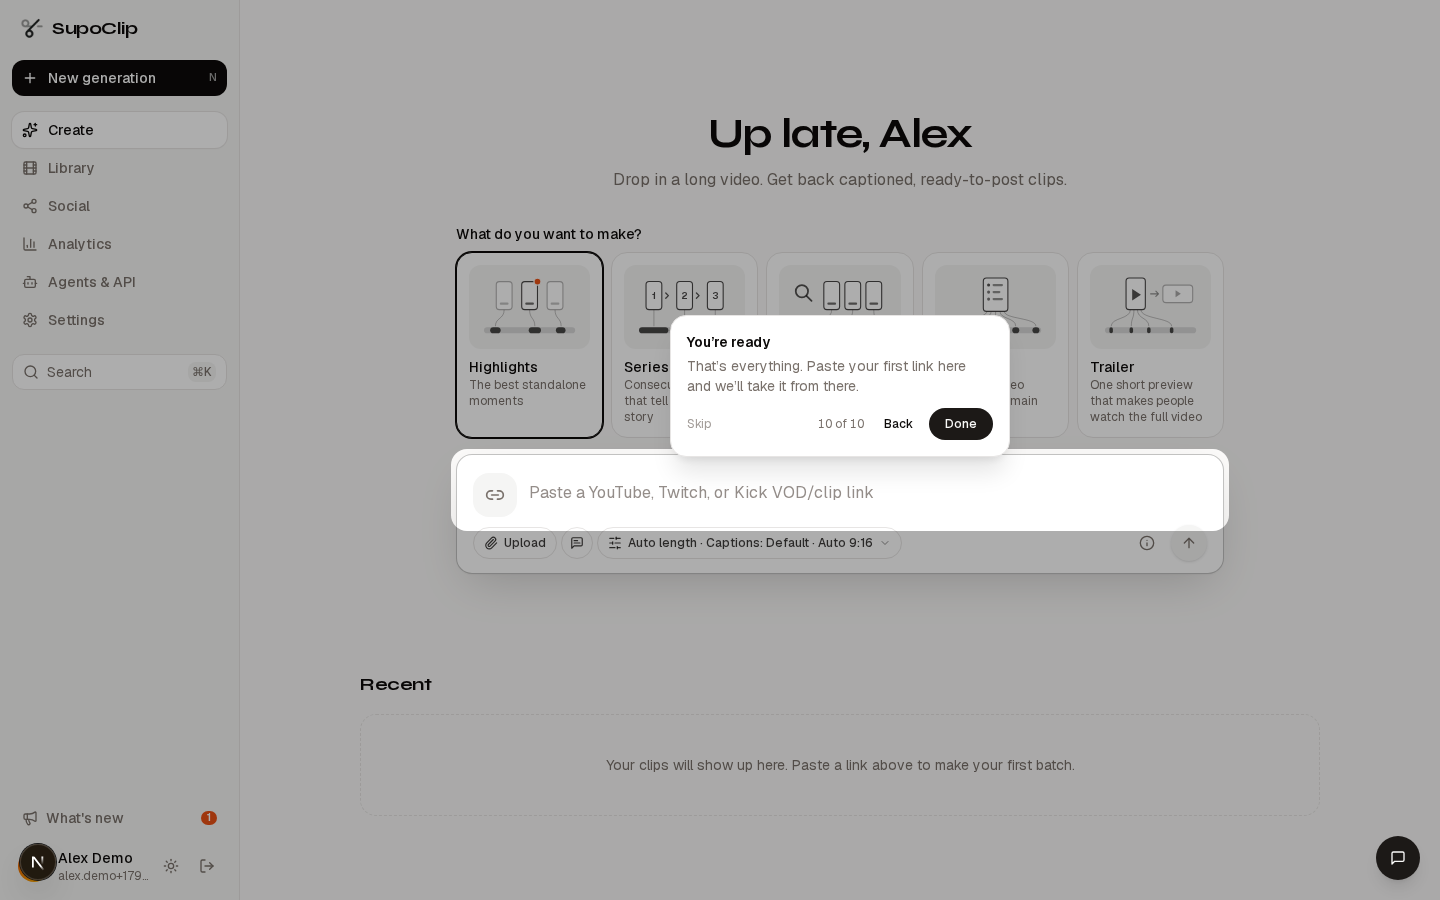 SupoClip
New generation N
Create
Library
Social
Analytics
Agents & API
Settings
Search ⌘K
What's new 1
N
Alex Demo
alex.demo+179...
Up late, Alex
Drop in a long video. Get back captioned, ready-to-post clips.
What do you want to make?
Highlights
The best standalone
moments
1 2 3
Series
that tell
story
main
Trailer
One short preview
that makes people
watch the full video
You're ready
That's everything. Paste your first link here
and we'll take it from there.
Skip 10 of 10 Back Done
Paste a YouTube, Twitch, or Kick VOD/clip link
Upload Auto length · Captions: Default · Auto 9:16
Recent
Your clips will show up here. Paste a link above to make your first batch.